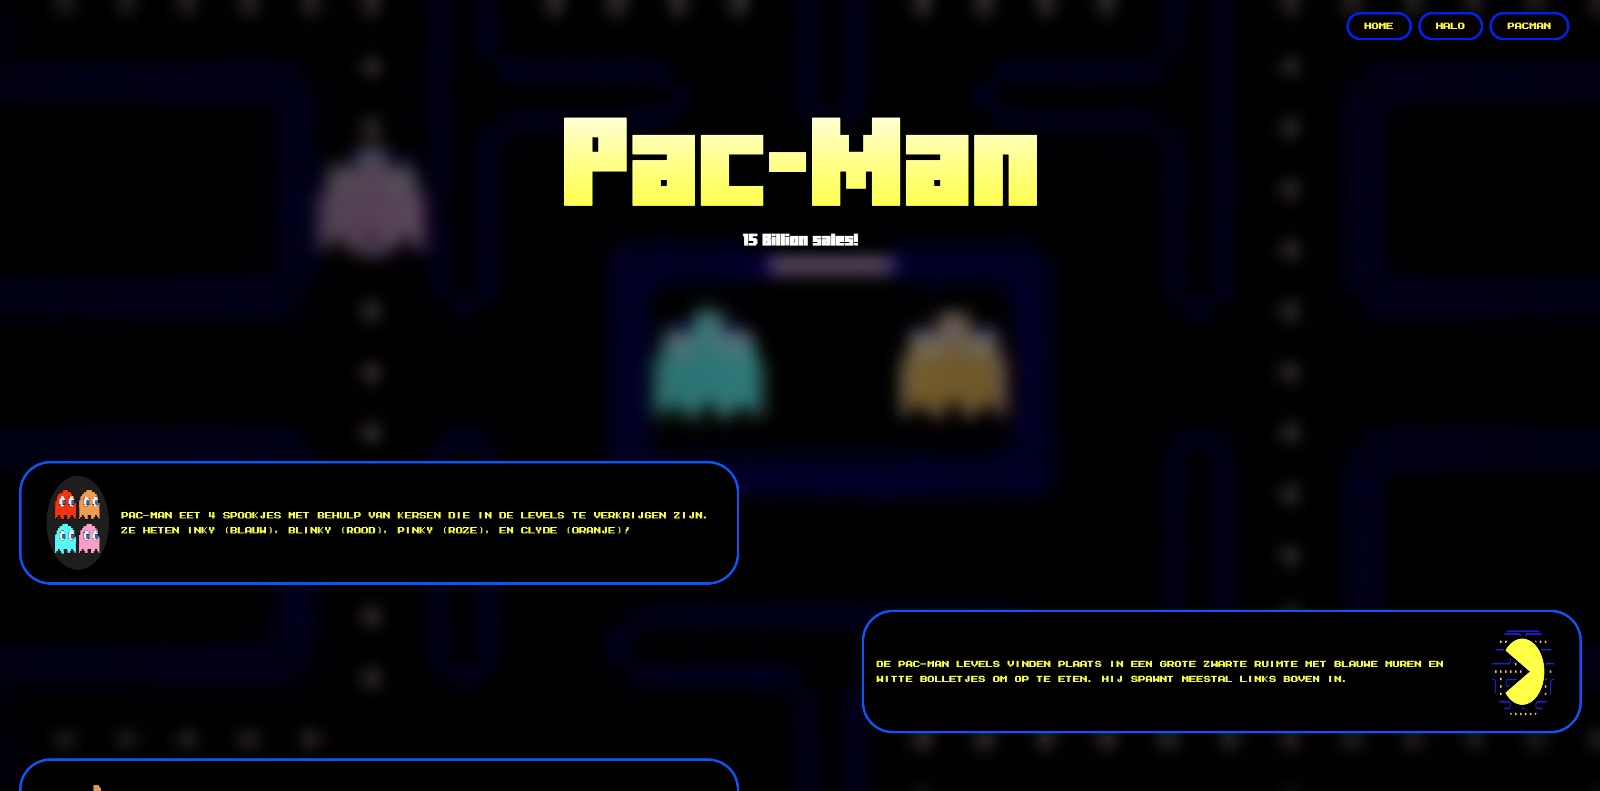 HOME HALO PACMAN
Pac-Man
15 Billion sales!
PAC-MAN EET 4 SPOOKJES MET BEHULP VAN KERSEN DIE IN DE LEVELS TE VERKRIJGEN ZIJN.
ZE HETEN INKY (BLAUW), BLINKY (ROOD), PINKY (ROZE), EN CLYDE (ORANJE)!
DE PAC-MAN LEVELS VINDEN PLAATS IN EEN GROTE ZWARTE RUIMTE MET BLAUWE MUREN EN
WITTE BOLLETJES OM OP TE ETEN. HIJ SPAWNT MEESTAL LINKS BOVEN IN.